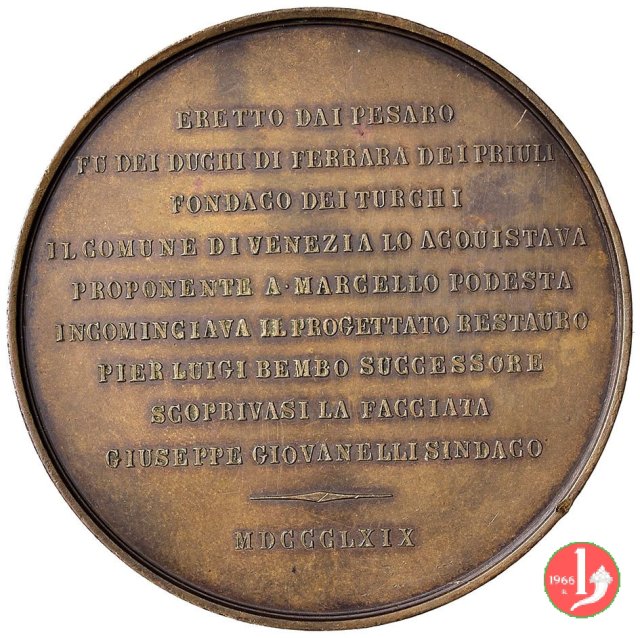 ERETTO DAI PESARO
FU DEI DUCHI DI FERRARA DEI PRIULI
FONDACO DEI TURCHI
IL COMUNE DI VENEZIA LO ACQUISTAVA
PROPONENTE A · MARCELLO PODESTA
INCOMINCIAVA IL PROGETTATO RESTAURO
PIER LUIGI BEMBO SUCCESSORE
SCOPRIVASI LA FACCIATA
GIUSEPPE GIOVANELLI SINDACO
MDCCCLXIX
1966